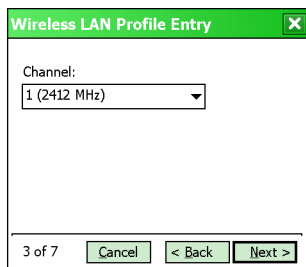 Wireless LAN Profile Entry
Channel:
1 (2412 MHz)
3 of 7 Cancel < Back Next >